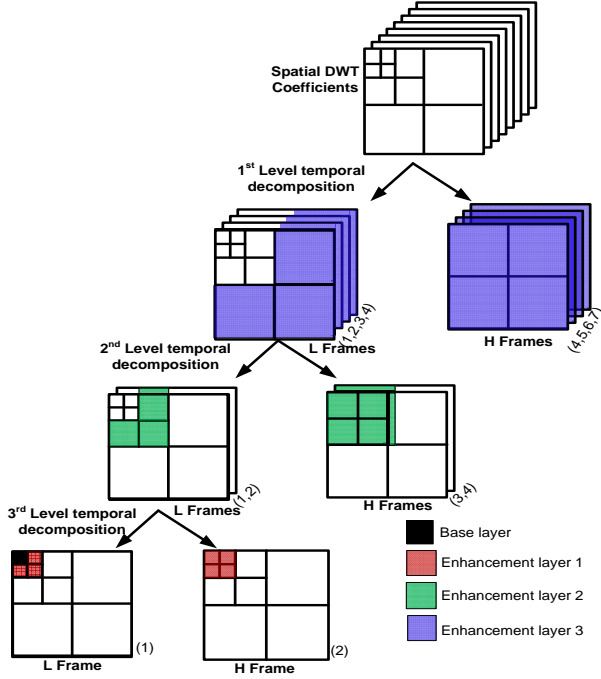 Spatial DWT
Coefficients
1st Level temporal
decomposition
(1,2,3,4)
L Frames
(4,5,6,7)
H Frames
2nd Level temporal
decomposition
(1,2)
L Frames
(3,4)
H Frames
3rd Level temporal
decomposition
Base layer
Enhancement layer 1
Enhancement layer 2
Enhancement layer 3
(1)
L Frame
(2)
H Frame